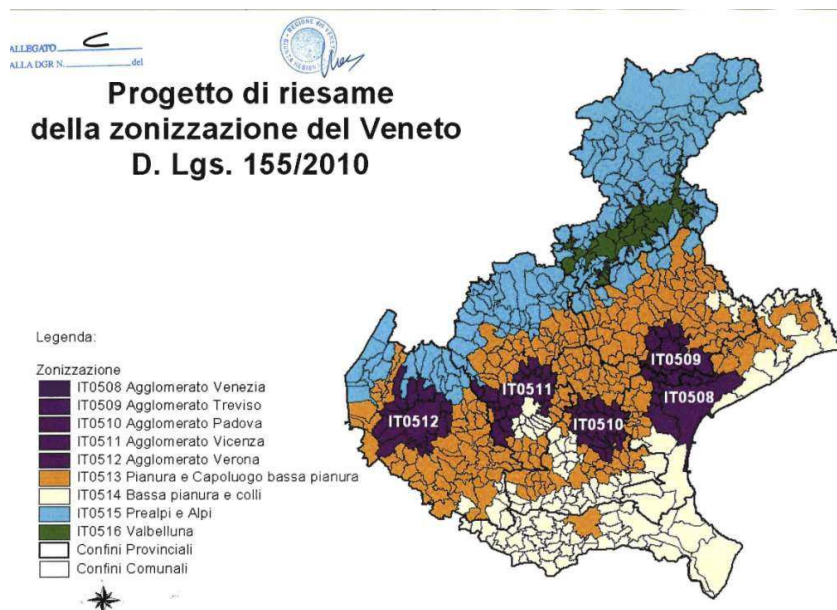 ALLEGATO C
ALLA DGR N. del
Progetto di riesame
della zonizzazione del Veneto
D. Lgs. 155/2010
Legenda:
Zonizzazione
IT0508 Agglomerato Venezia
IT0509 Agglomerato Treviso
IT0510 Agglomerato Padova
IT0511 Agglomerato Vicenza
IT0512 Agglomerato Verona
IT0513 Pianura e Capoluogo bassa pianura
IT0514 Bassa pianura e colli
IT0515 Prealpi e Alpi
IT0516 Valbelluna
Confini Provinciali
Confini Comunali
IT0509
IT0511
IT0508
IT0512
IT0510